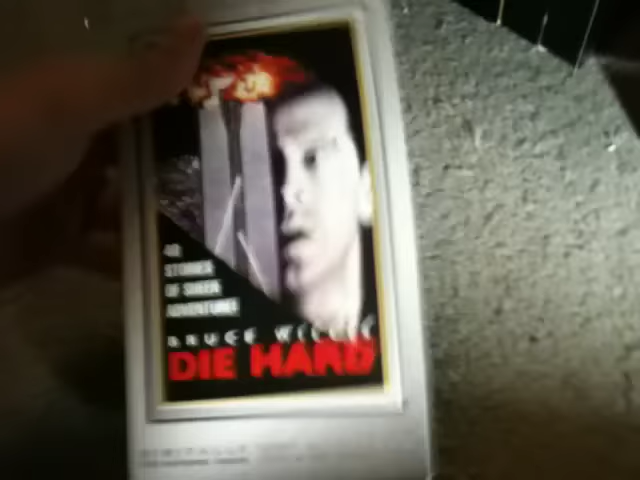 40
STORIES
OF SHEER
ADVENTURE!
BRUCE WILLIS
DIE HARD